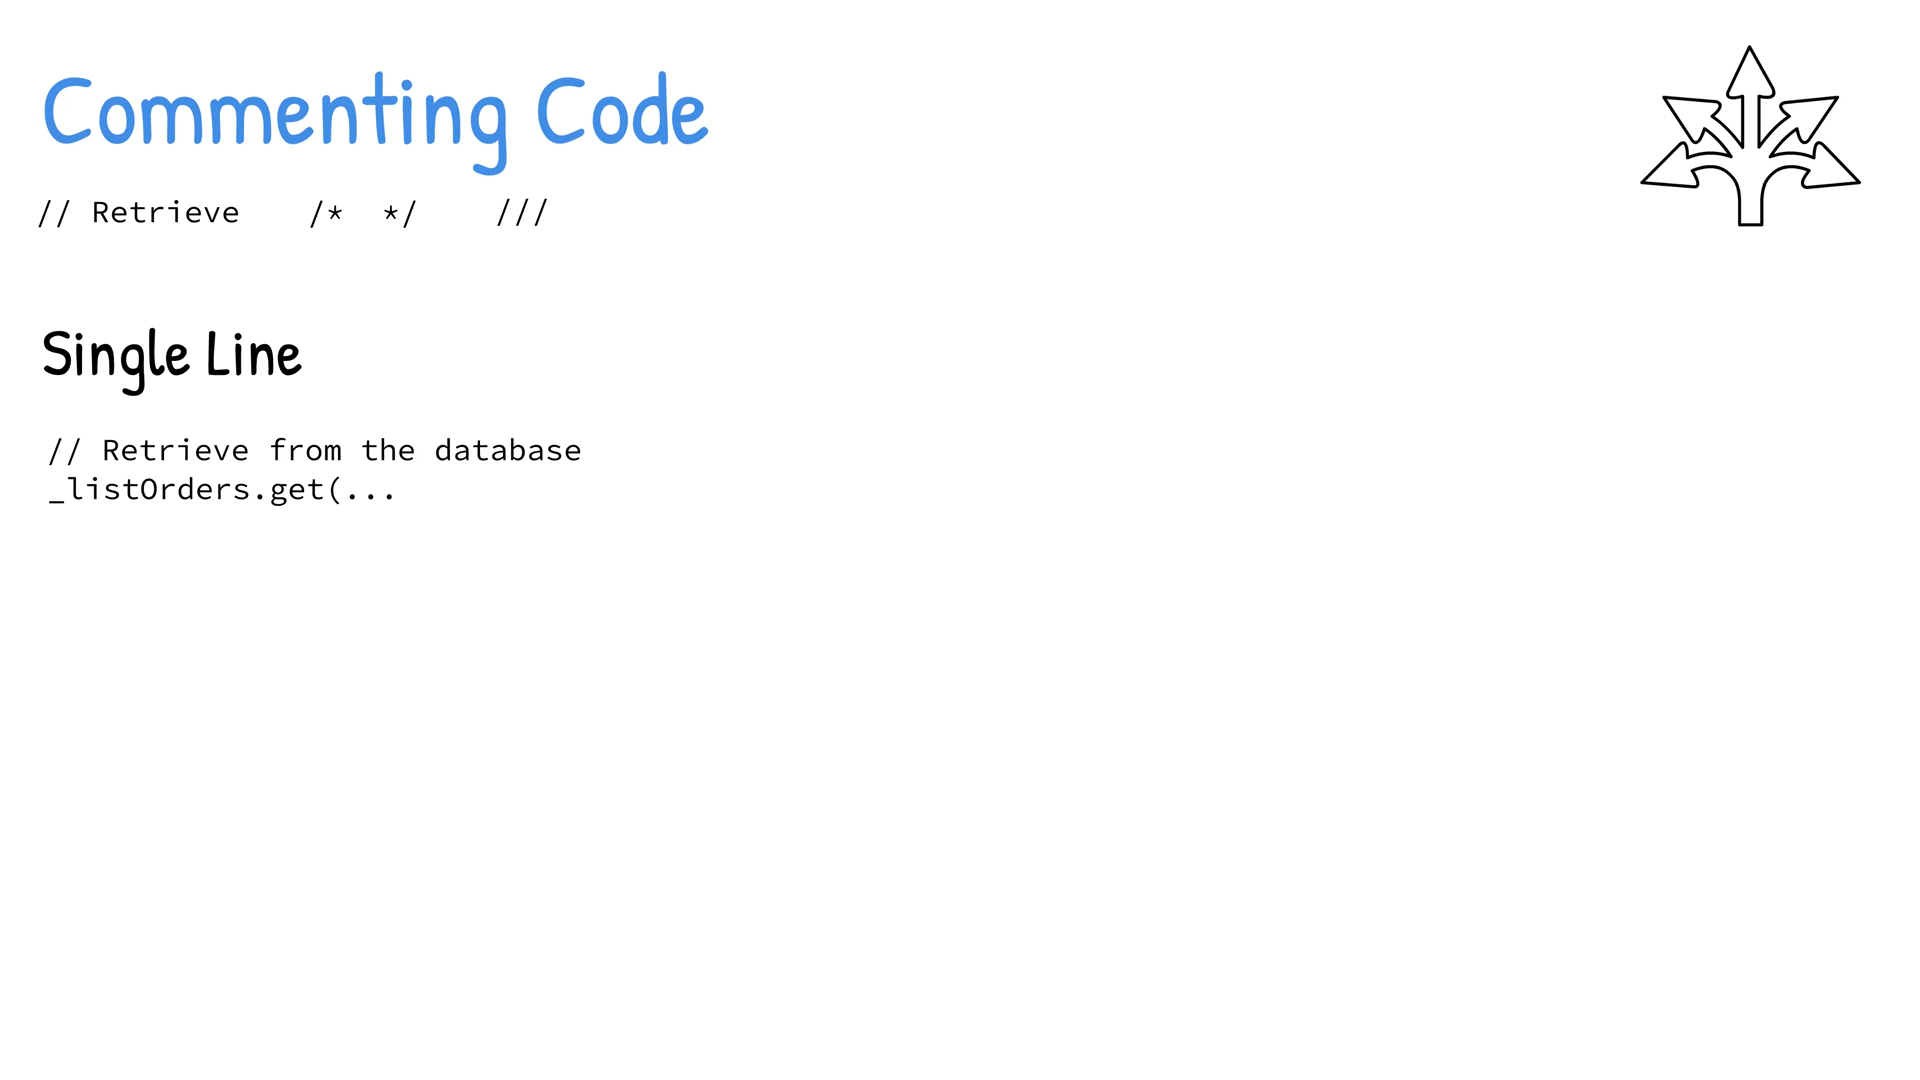 Commenting Code
// Retrieve    /*  */    ///
Single Line
// Retrieve from the database
_listOrders.get(...